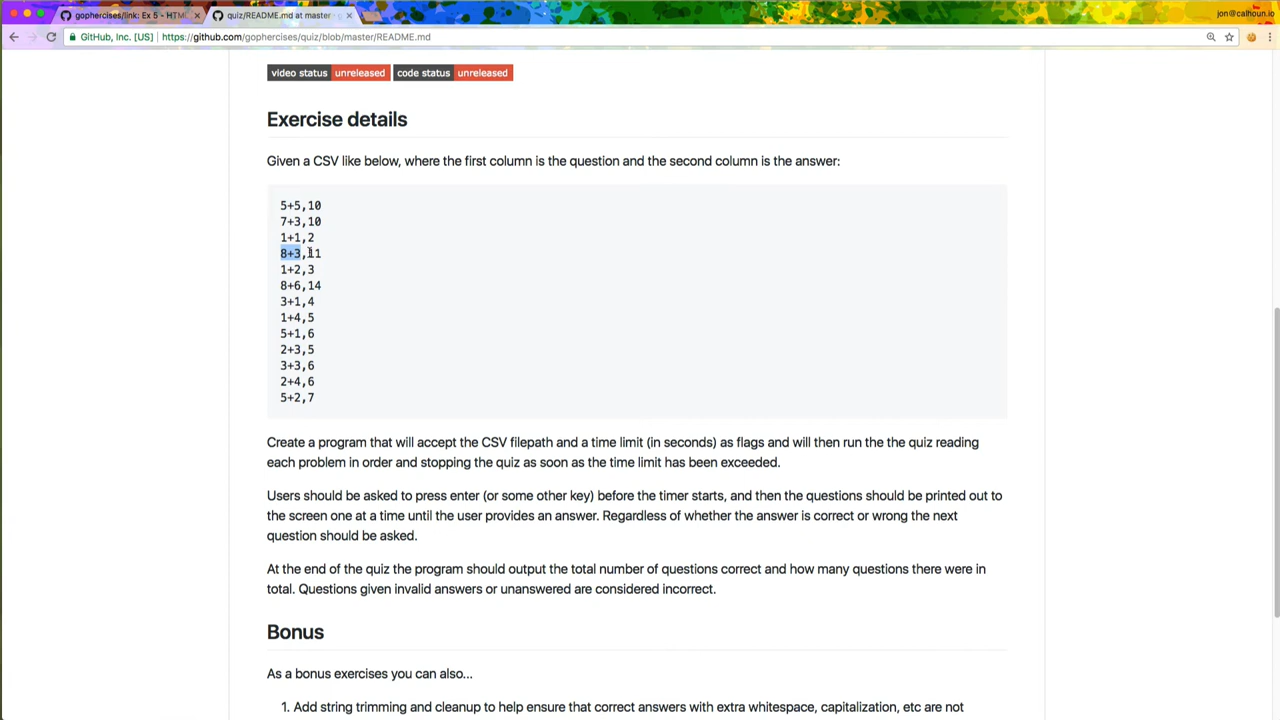 jon@calhoun.io
gophercises/link: Ex 5 - HTML
quiz/README.md at master
GitHub, Inc. [US]
https://github.com/gophercises/quiz/blob/master/README.md
video status unreleased code status unreleased
Exercise details
Given a CSV like below, where the first column is the question and the second column is the answer:
5+5,10
7+3,10
1+1,2
8+3,11
1+2,3
8+6,14
3+1,4
1+4,5
5+1,6
2+3,5
3+3,6
2+4,6
5+2,7
Create a program that will accept the CSV filepath and a time limit (in seconds) as flags and will then run the the quiz reading
each problem in order and stopping the quiz as soon as the time limit has been exceeded.
Users should be asked to press enter (or some other key) before the timer starts, and then the questions should be printed out to
the screen one at a time until the user provides an answer. Regardless of whether the answer is correct or wrong the next
question should be asked.
At the end of the quiz the program should output the total number of questions correct and how many questions there were in
total. Questions given invalid answers or unanswered are considered incorrect.
Bonus
As a bonus exercises you can also...
1. Add string trimming and cleanup to help ensure that correct answers with extra whitespace, capitalization, etc are not